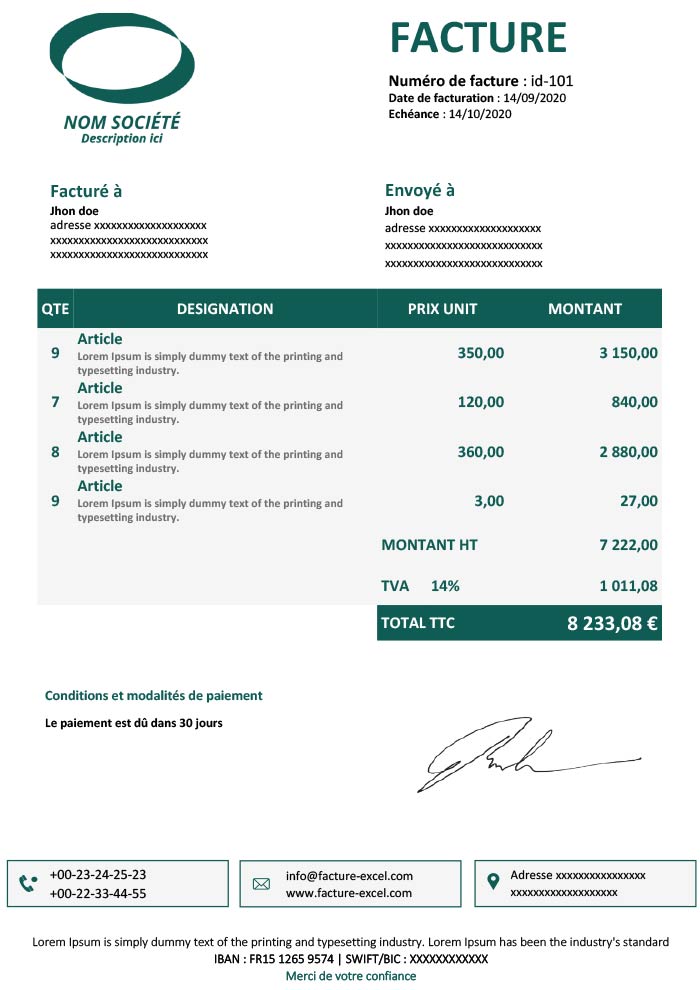 FACTURE
NOM SOCIÉTÉ
Description ici
Numéro de facture : id-101
Date de facturation : 14/09/2020
Echéance : 14/10/2020
Facturé à
Jhon doe
adresse xxxxxxxxxxxxxxxxxxxx
xxxxxxxxxxxxxxxxxxxxxxxxxxxx
xxxxxxxxxxxxxxxxxxxxxxxxxxxx
Envoyé à
Jhon doe
adresse xxxxxxxxxxxxxxxxxxxx
xxxxxxxxxxxxxxxxxxxxxxxxxxxx
xxxxxxxxxxxxxxxxxxxxxxxxxxxx
QTE DESIGNATION PRIX UNIT MONTANT
Article
9 Lorem Ipsum is simply dummy text of the printing and 350,00 3 150,00
typesetting industry.
Article
7 Lorem Ipsum is simply dummy text of the printing and 120,00 840,00
typesetting industry.
Article
8 Lorem Ipsum is simply dummy text of the printing and 360,00 2 880,00
typesetting industry.
Article
9 Lorem Ipsum is simply dummy text of the printing and 3,00 27,00
typesetting industry.
MONTANT HT 7 222,00
TVA 14% 1 011,08
TOTAL TTC 8 233,08 €
Conditions et modalités de paiement
Le paiement est dû dans 30 jours
+00-23-24-25-23
+00-22-33-44-55
info@facture-excel.com
www.facture-excel.com
Adresse xxxxxxxxxxxxxxxx
xxxxxxxxxxxxxxxxxxx
Lorem Ipsum is simply dummy text of the printing and typesetting industry. Lorem Ipsum has been the industry's standard
IBAN : FR15 1265 9574 | SWIFT/BIC : XXXXXXXXXXXX
Merci de votre confiance